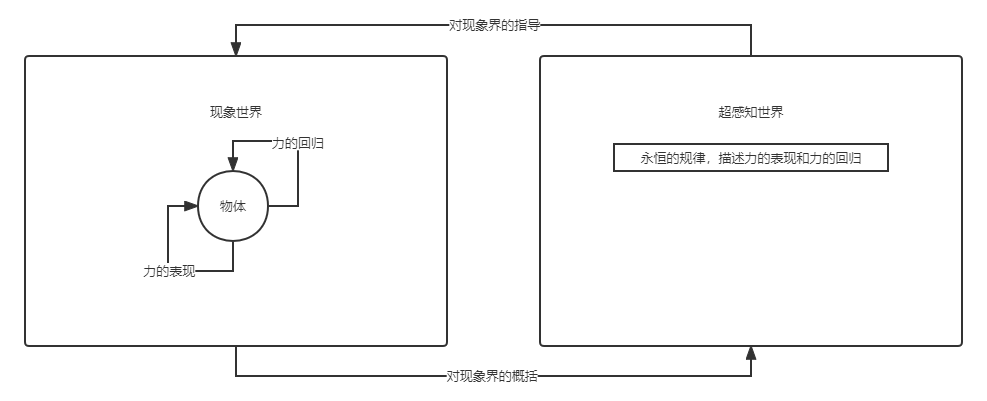 对现象界的指导
现象世界
超感知世界
力的回归
永恒的规律，描述力的表现和力的回归
物体
力的表现
对现象界的概括